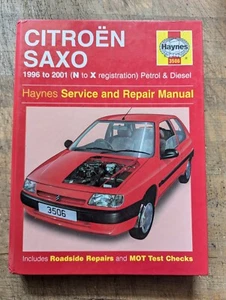 CITROËN
SAXO
Haynes
3506
1996 to 2001 (N to X registration) Petrol & Diesel
Haynes Service and Repair Manual
3506
Includes Roadside Repairs and MOT Test Checks